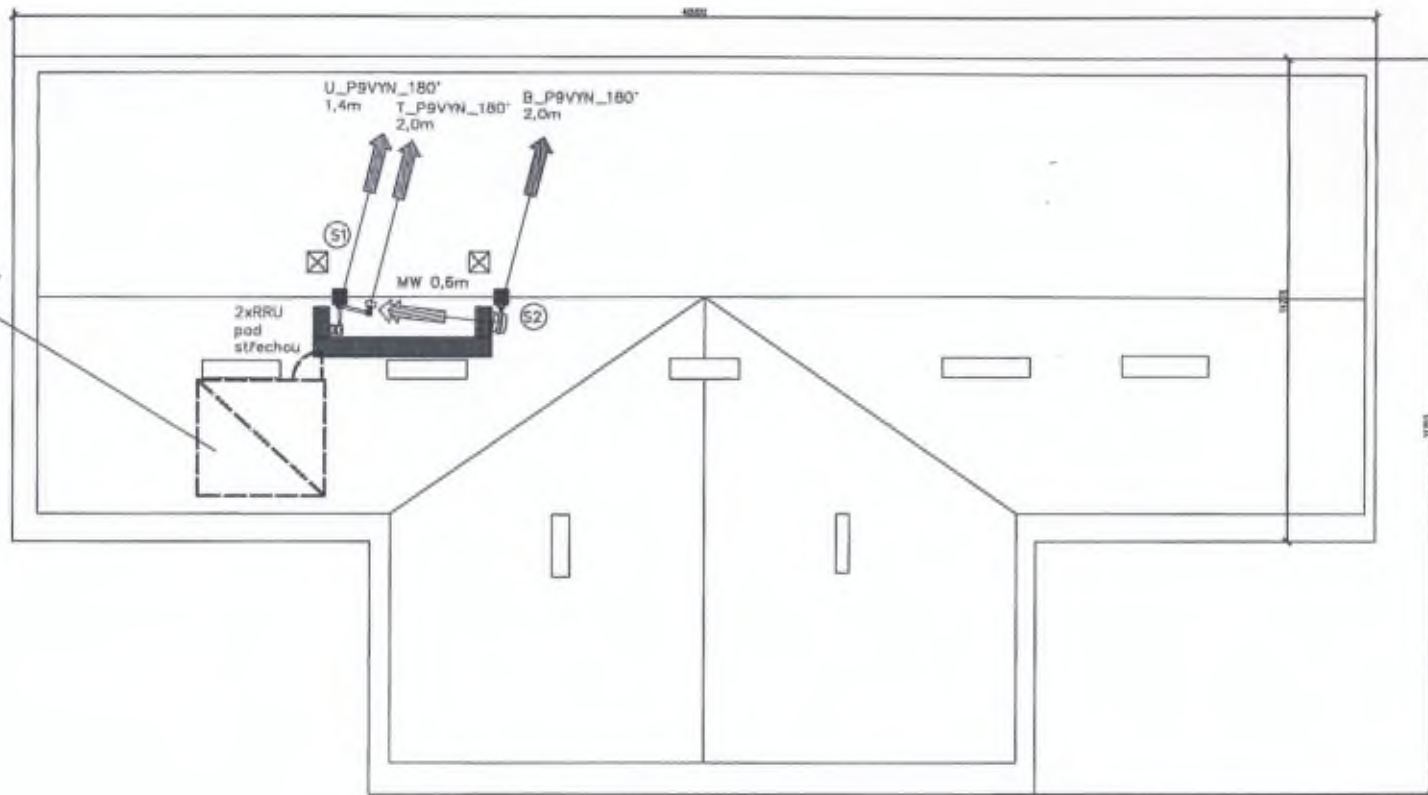 U_P9VYN_180°
1,4m
T_P9VYN_180°
2,0m
B_P9VYN_180°
2,0m
S1
MW 0,6m
S2
2xRRU
pod
střechou